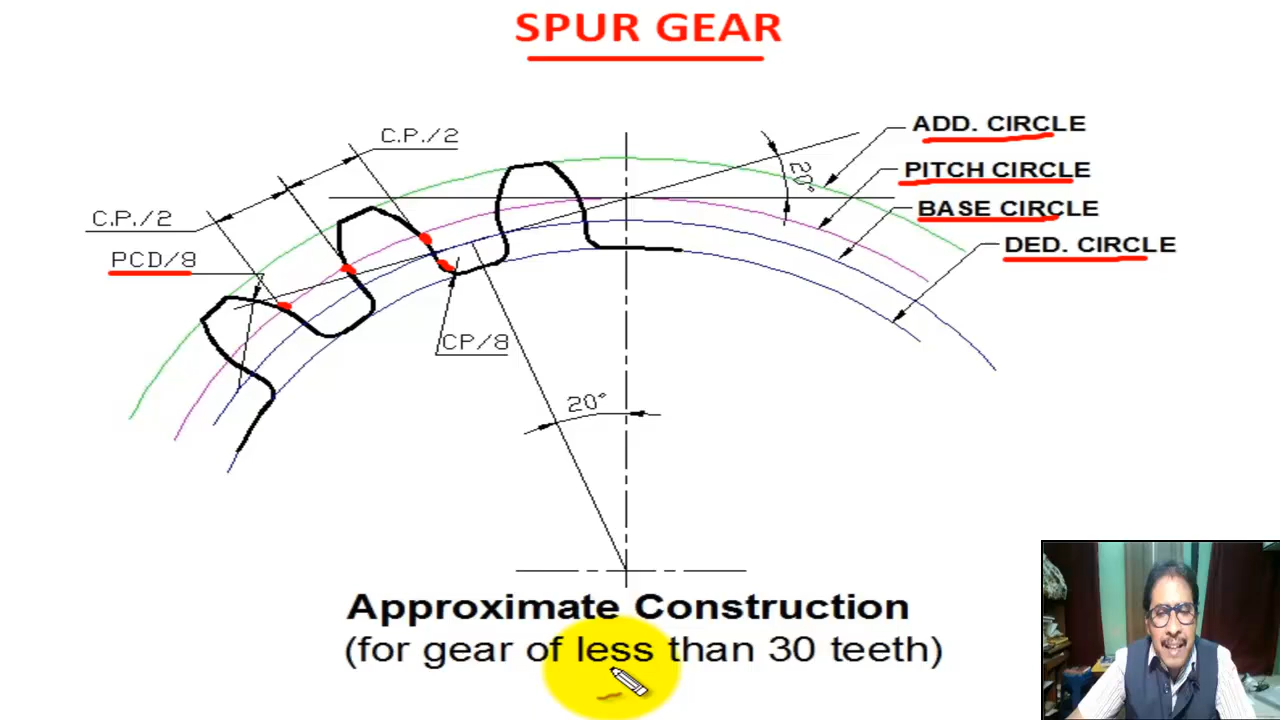 SPUR GEAR
C.P./2
ADD. CIRCLE
20°
PITCH CIRCLE
C.P./2
BASE CIRCLE
PCD/8
DED. CIRCLE
CP/8
20°
Approximate Construction
(for gear of less than 30 teeth)